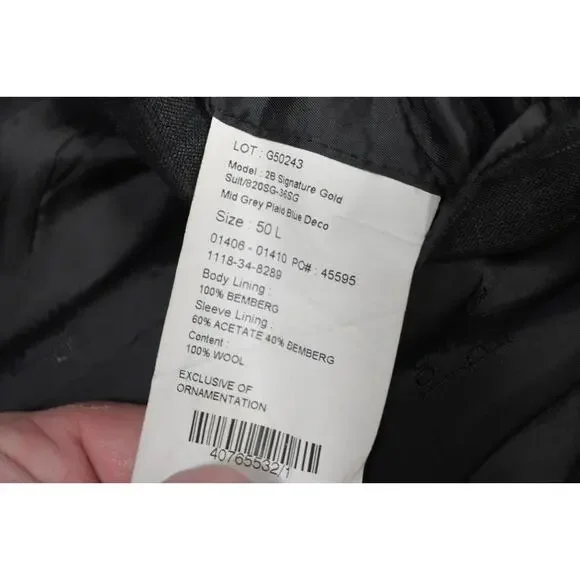 LOT : G50243
Model : 2B Signature Gold
Suit/820SG-36SG
Mid Grey Plaid Blue Deco
Size : 50 L
01406 - 01410 PO# : 45595
1118-34-8289
Body Lining :
100% BEMBERG
Sleeve Lining :
60% ACETATE 40% BEMBERG
Content :
100% WOOL
EXCLUSIVE OF
ORNAMENTATION
40765532/1